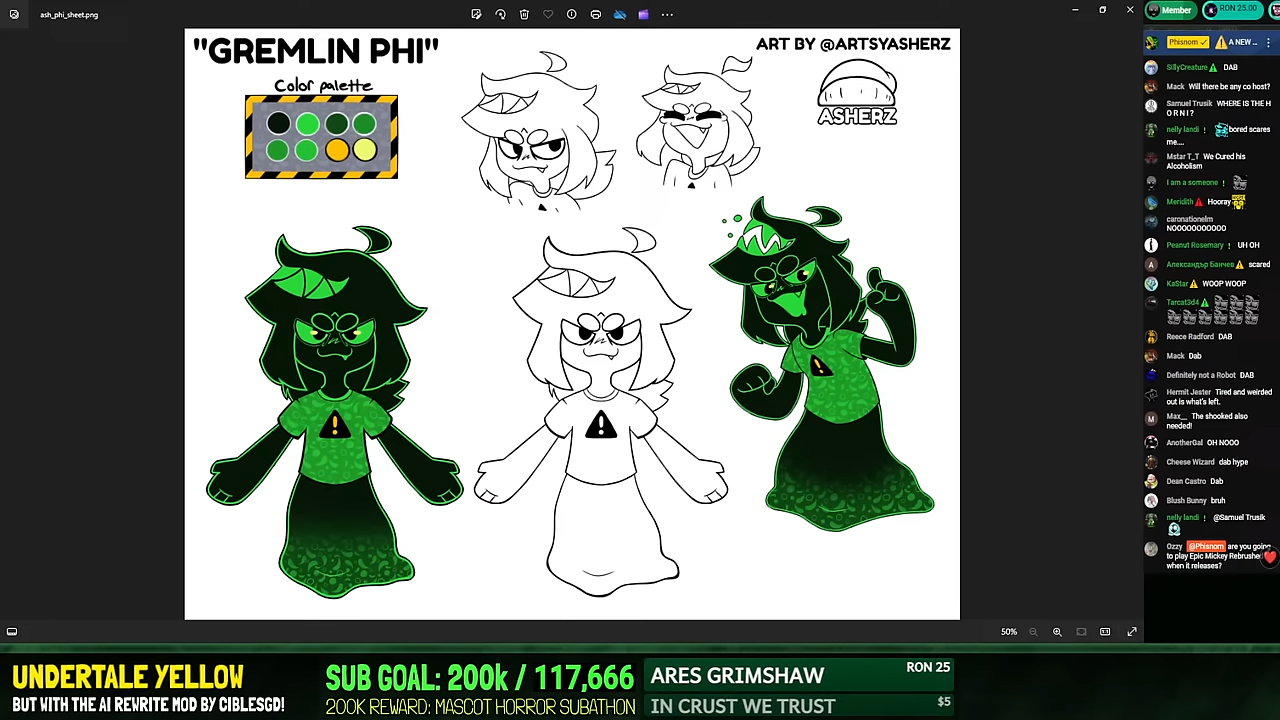 ash_phi_sheet.png
Member
RON 25.00
"GREMLIN PHI"
Color palette
ART BY @ARTSYASHERZ
ASHERZ
Phisnom
A NEW ...
SillyCreature DAB
Mack Will there be any co host?
Samuel Trusik WHERE IS THE H
O R N I ?
nelly landi bored scares
me....
Mstar T_T We Cured his
Alcoholism
I am a someone
Meridith Hooray
caronationelm
NOOOOOOOOOO
Peanut Rosemary UH OH
Александър Банчев scared
KaStar WOOP WOOP
Tarcat3d4
Reece Radford DAB
Mack Dab
Definitely not a Robot DAB
Hermit Jester Tired and weirded
out is what's left.
Max__ The shooked also
needed!
AnotherGal OH NOOO
Cheese Wizard dab hype
Dean Castro Dab
Blush Bunny bruh
nelly landi @Samuel Trusik
Ozzy @Phisnom are you going
to play Epic Mickey Rebrushed
when it releases?
50%
UNDERTALE YELLOW
BUT WITH THE AI REWRITE MOD BY CIBLESGD!
SUB GOAL: 200k / 117,666
200K REWARD: MASCOT HORROR SUBATHON
ARES GRIMSHAW RON 25
IN CRUST WE TRUST $5